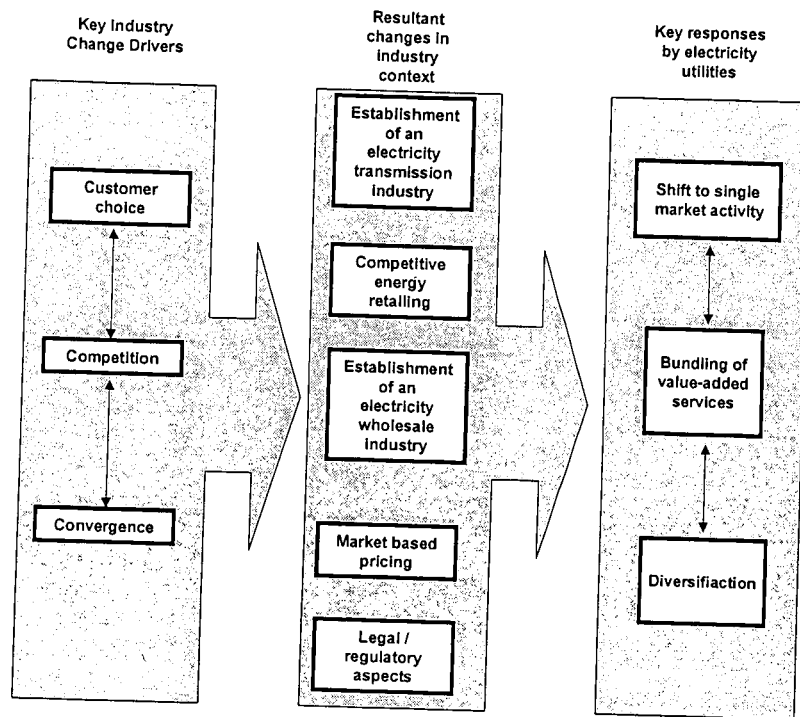 Key Industry
Change Drivers
Customer
choice
Competition
Convergence
Resultant
changes in
industry
context
Establishment
of an
electricity
transmission
industry
Competitive
energy
retailing
Establishment
of an
electricity
wholesale
industry
Market based
pricing
Legal /
regulatory
aspects
Key responses
by electricity
utilities
Shift to single
market activity
Bundling of
value-added
services
Diversifiaction